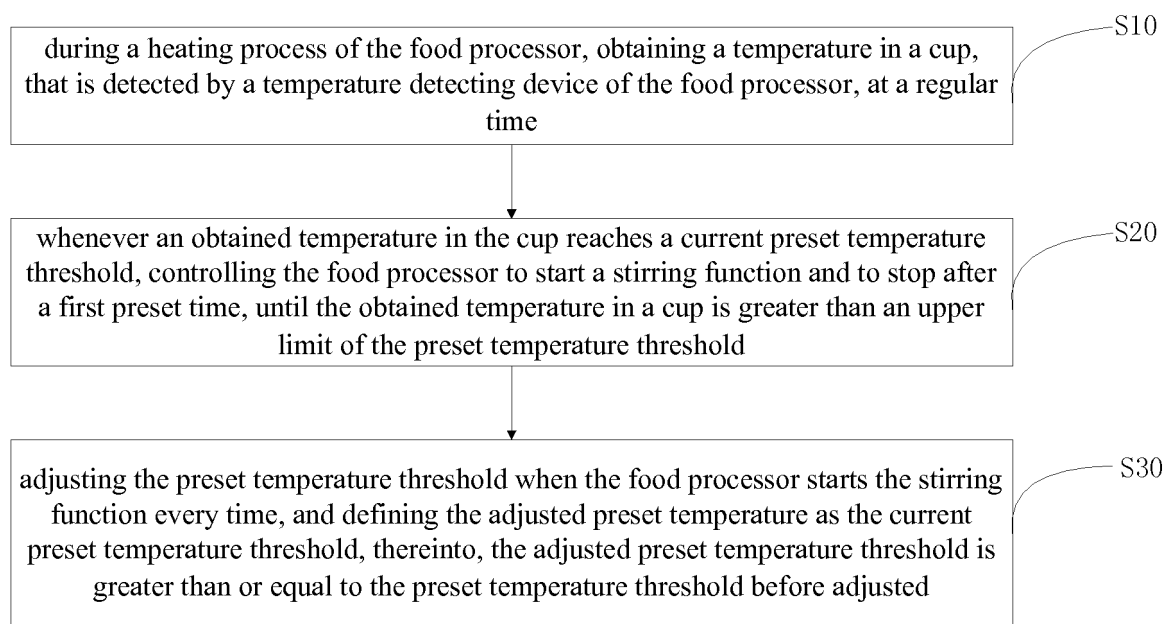 S10
during a heating process of the food processor, obtaining a temperature in a cup,
that is detected by a temperature detecting device of the food processor, at a regular
time
S20
whenever an obtained temperature in the cup reaches a current preset temperature
threshold, controlling the food processor to start a stirring function and to stop after
a first preset time, until the obtained temperature in a cup is greater than an upper
limit of the preset temperature threshold
S30
adjusting the preset temperature threshold when the food processor starts the stirring
function every time, and defining the adjusted preset temperature as the current
preset temperature threshold, thereinto, the adjusted preset temperature threshold is
greater than or equal to the preset temperature threshold before adjusted